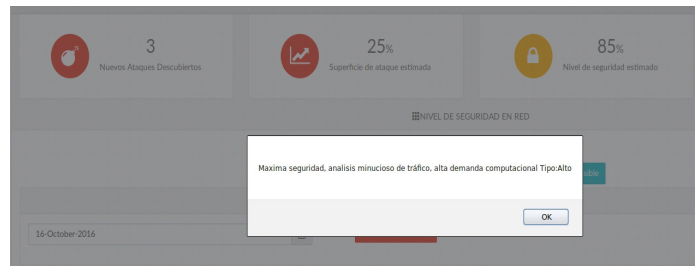 3
Nuevos Ataques Descubiertos
25%
Superficie de ataque estimada
85%
Nivel de seguridad estimado
NIVEL DE SEGURIDAD EN RED
Maxima seguridad, analisis minucioso de tráfico, alta demanda computacional Tipo:Alto
sible
OK
16-October-2016